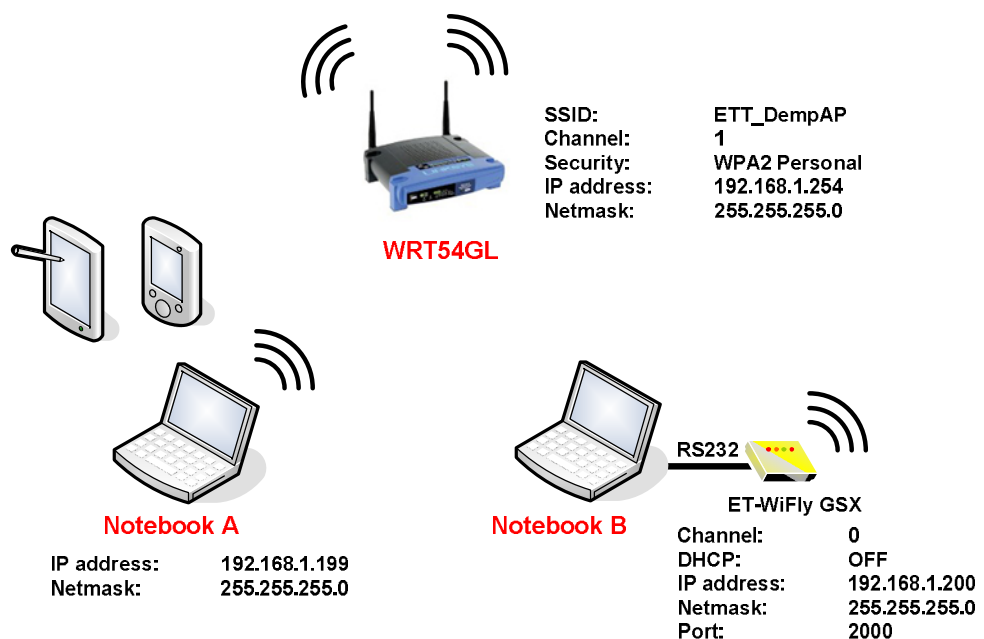 SSID: ETT_DempAP
Channel: 1
Security: WPA2 Personal
IP address: 192.168.1.254
Netmask: 255.255.255.0
WRT54GL
RS232
ET-WiFly GSX
Notebook A
IP address: 192.168.1.199
Netmask: 255.255.255.0
Notebook B
Channel: 0
DHCP: OFF
IP address: 192.168.1.200
Netmask: 255.255.255.0
Port: 2000